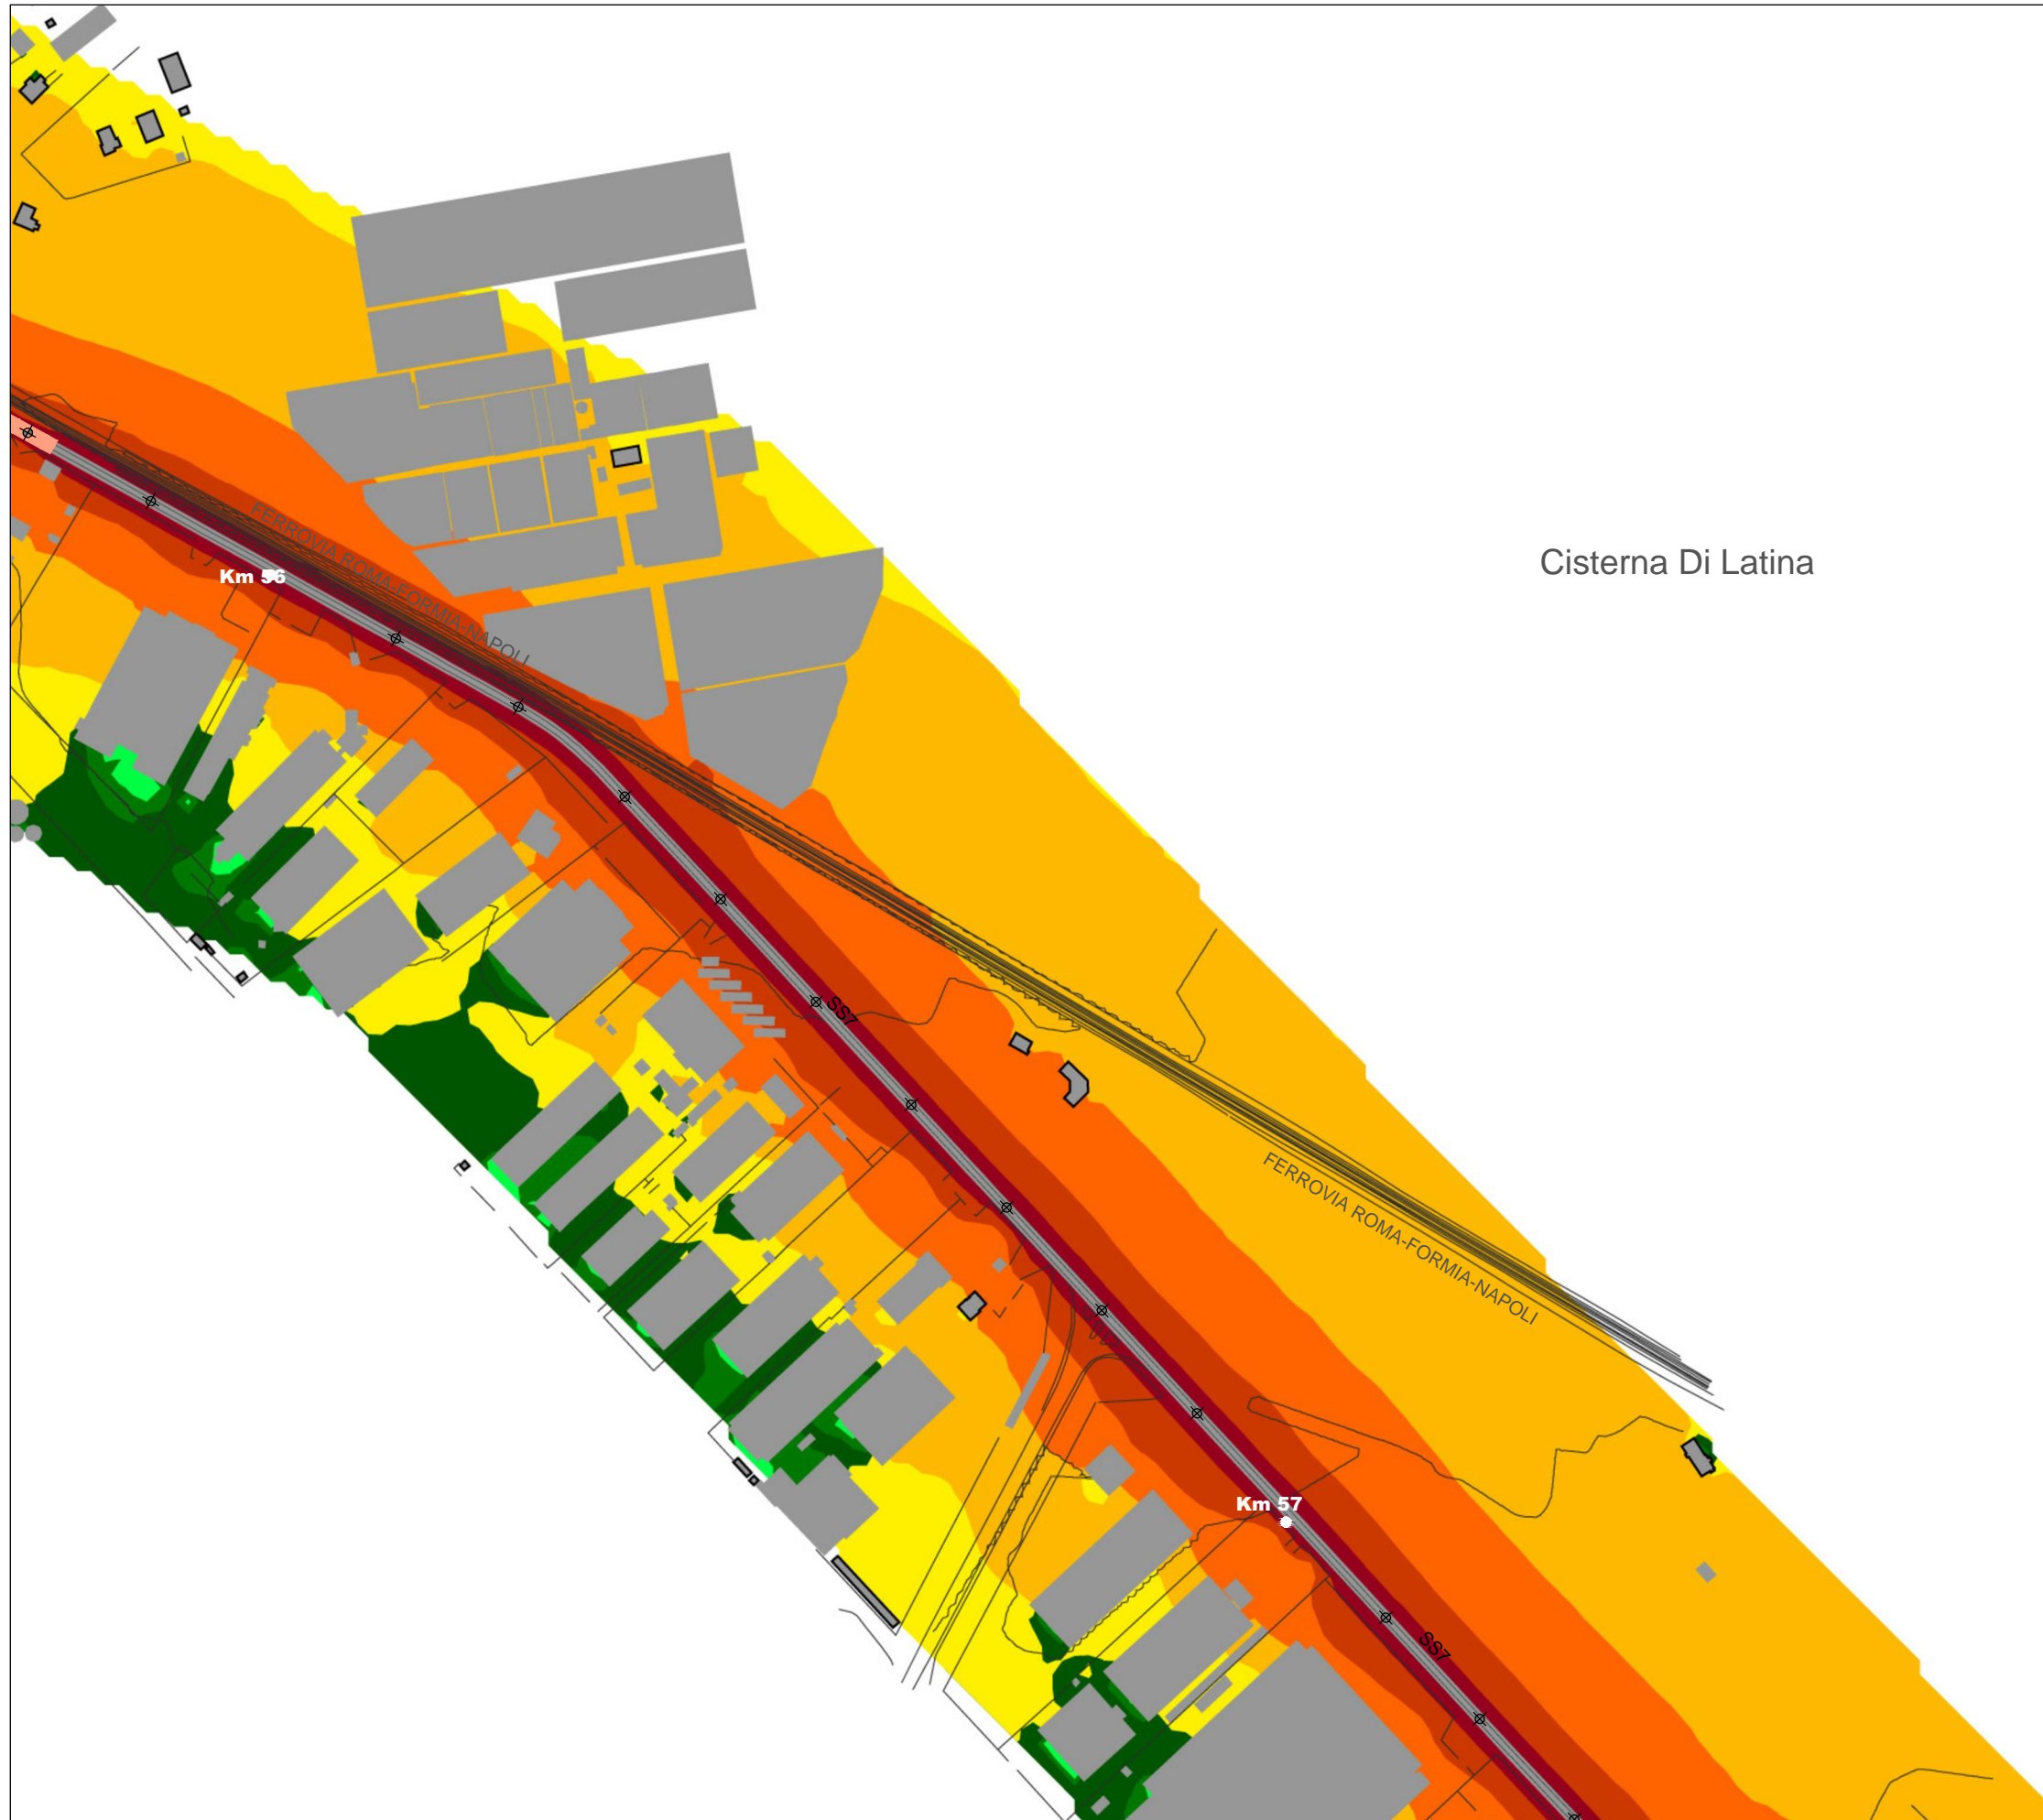 FERROVIA ROMA-FORMIA-NAPOLI
Km 56
Cisterna Di Latina
SS7
FERROVIA ROMA-FORMIA-NAPOLI
Km 57
SS7